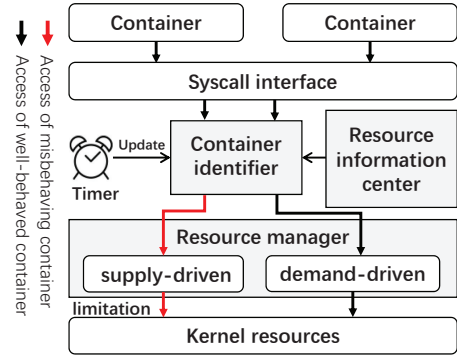 Access of well-behaved container
Access of misbehaving container
Container
Container
Syscall interface
Update
Timer
Container
identifier
Resource
information
center
Resource manager
supply-driven
demand-driven
limitation
Kernel resources